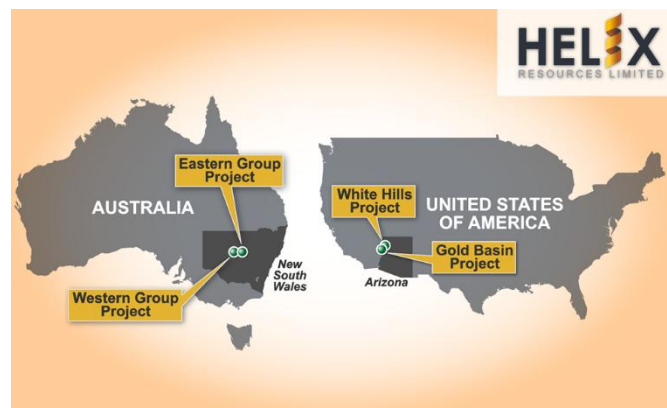 HELIX
RESOURCES LIMITED
Eastern Group
Project
AUSTRALIA
New
South
Wales
Western Group
Project
White Hills
Project
UNITED STATES
OF AMERICA
Gold Basin
Project
Arizona